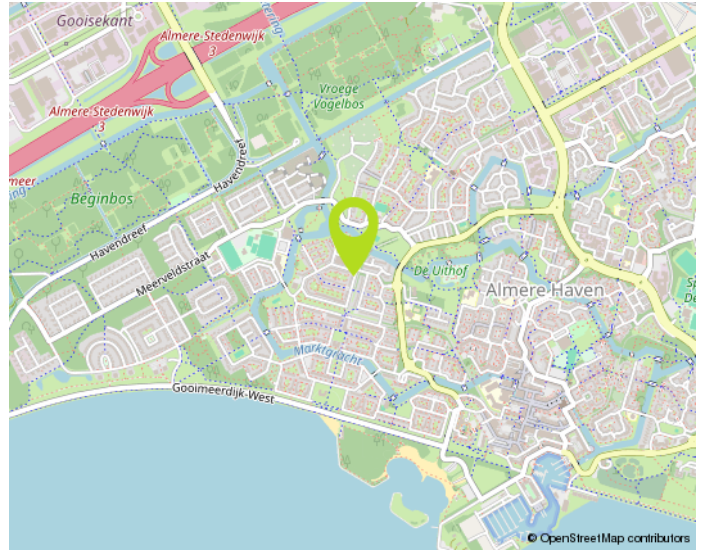 Gooisekant
Almere-Stedenwijk
3
Almere-Stedenwijk
3
Vroege
Vogelbos
meer
Beginbos
Havendreef
Havendreef
Meerveldstraat
De Uithof
Almere Haven
Marktgracht
Gooimeerdijk-West
© OpenStreetMap contributors